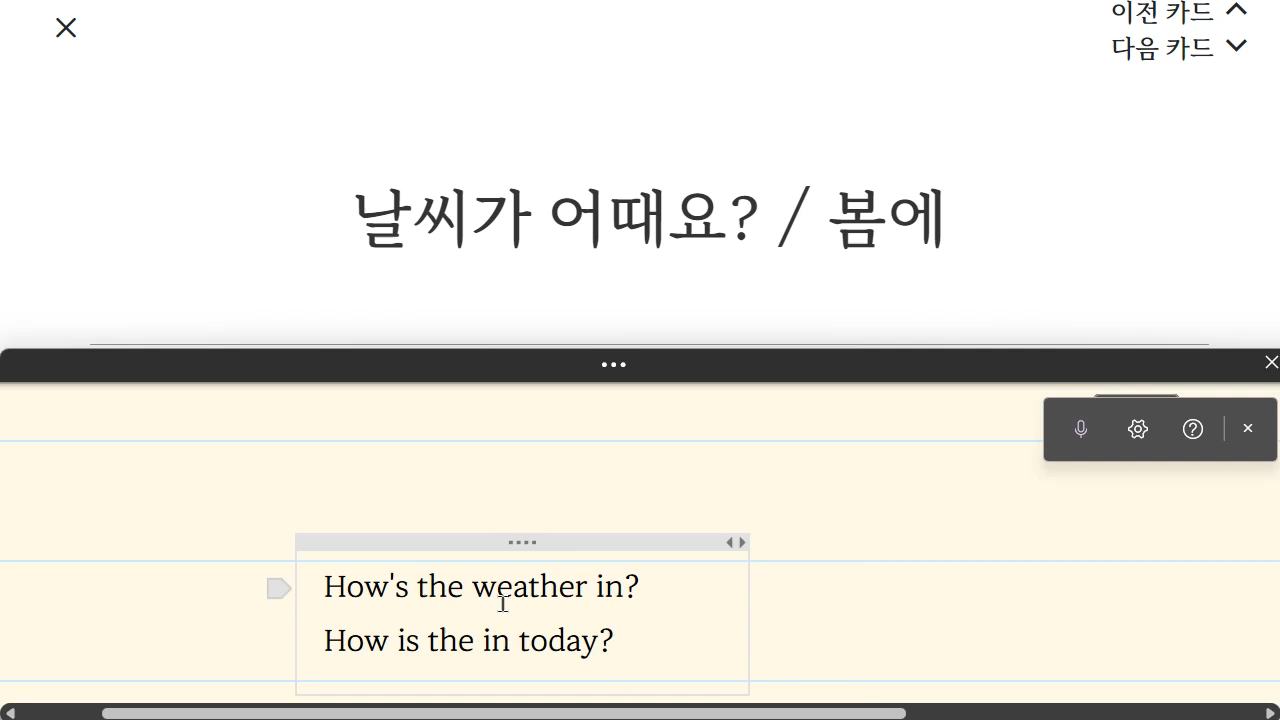 이전 카드
다음 카드
날씨가 어때요? / 봄에
How's the weather in?
How is the in today?